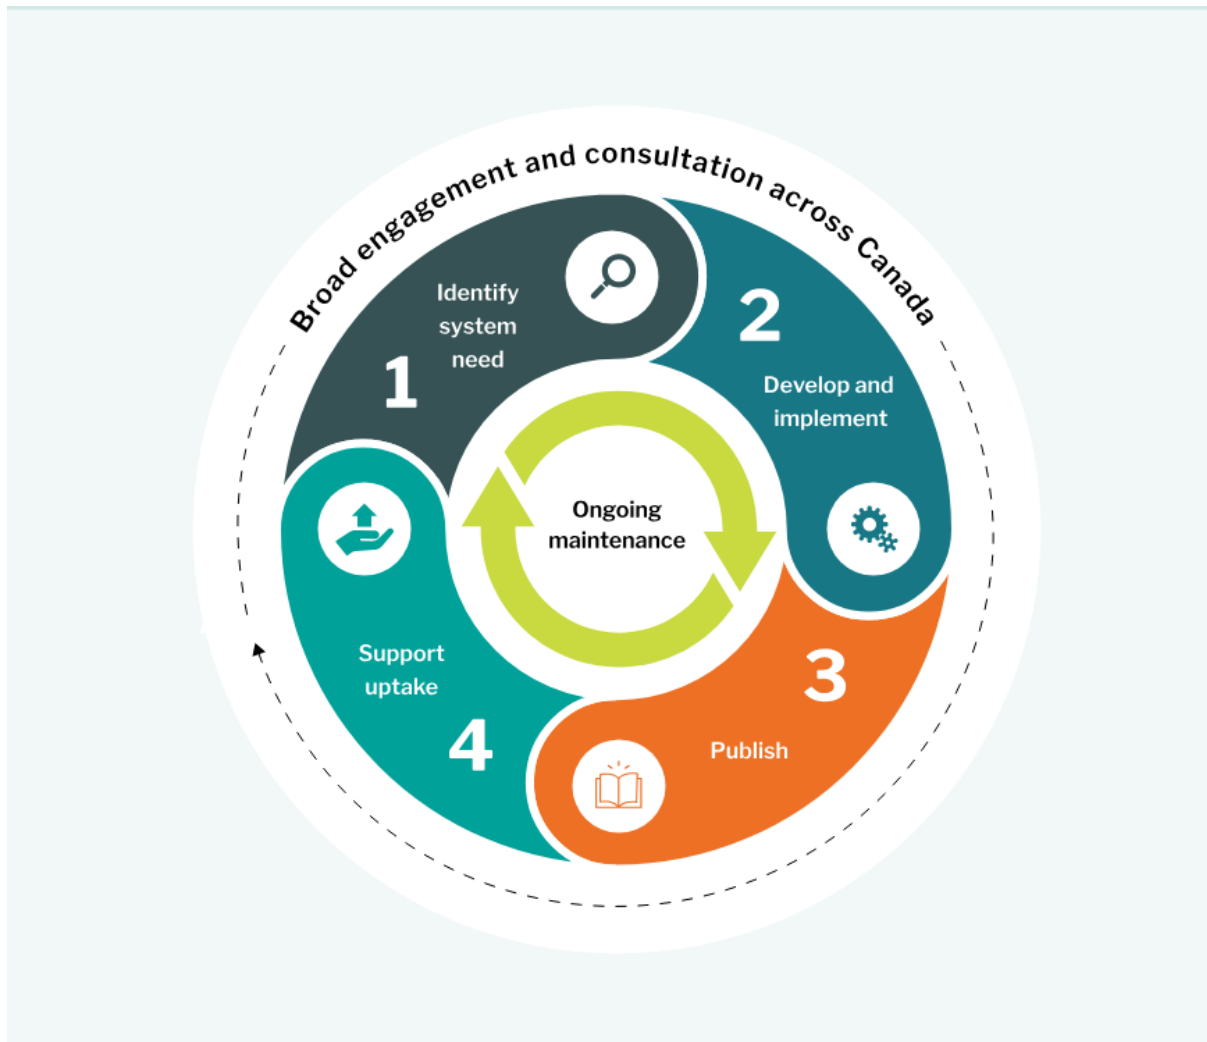 Broad engagement and consultation across Canada
1
Identify
system
need
2
Develop and
implement
3
Publish
4
Support
uptake
Ongoing
maintenance